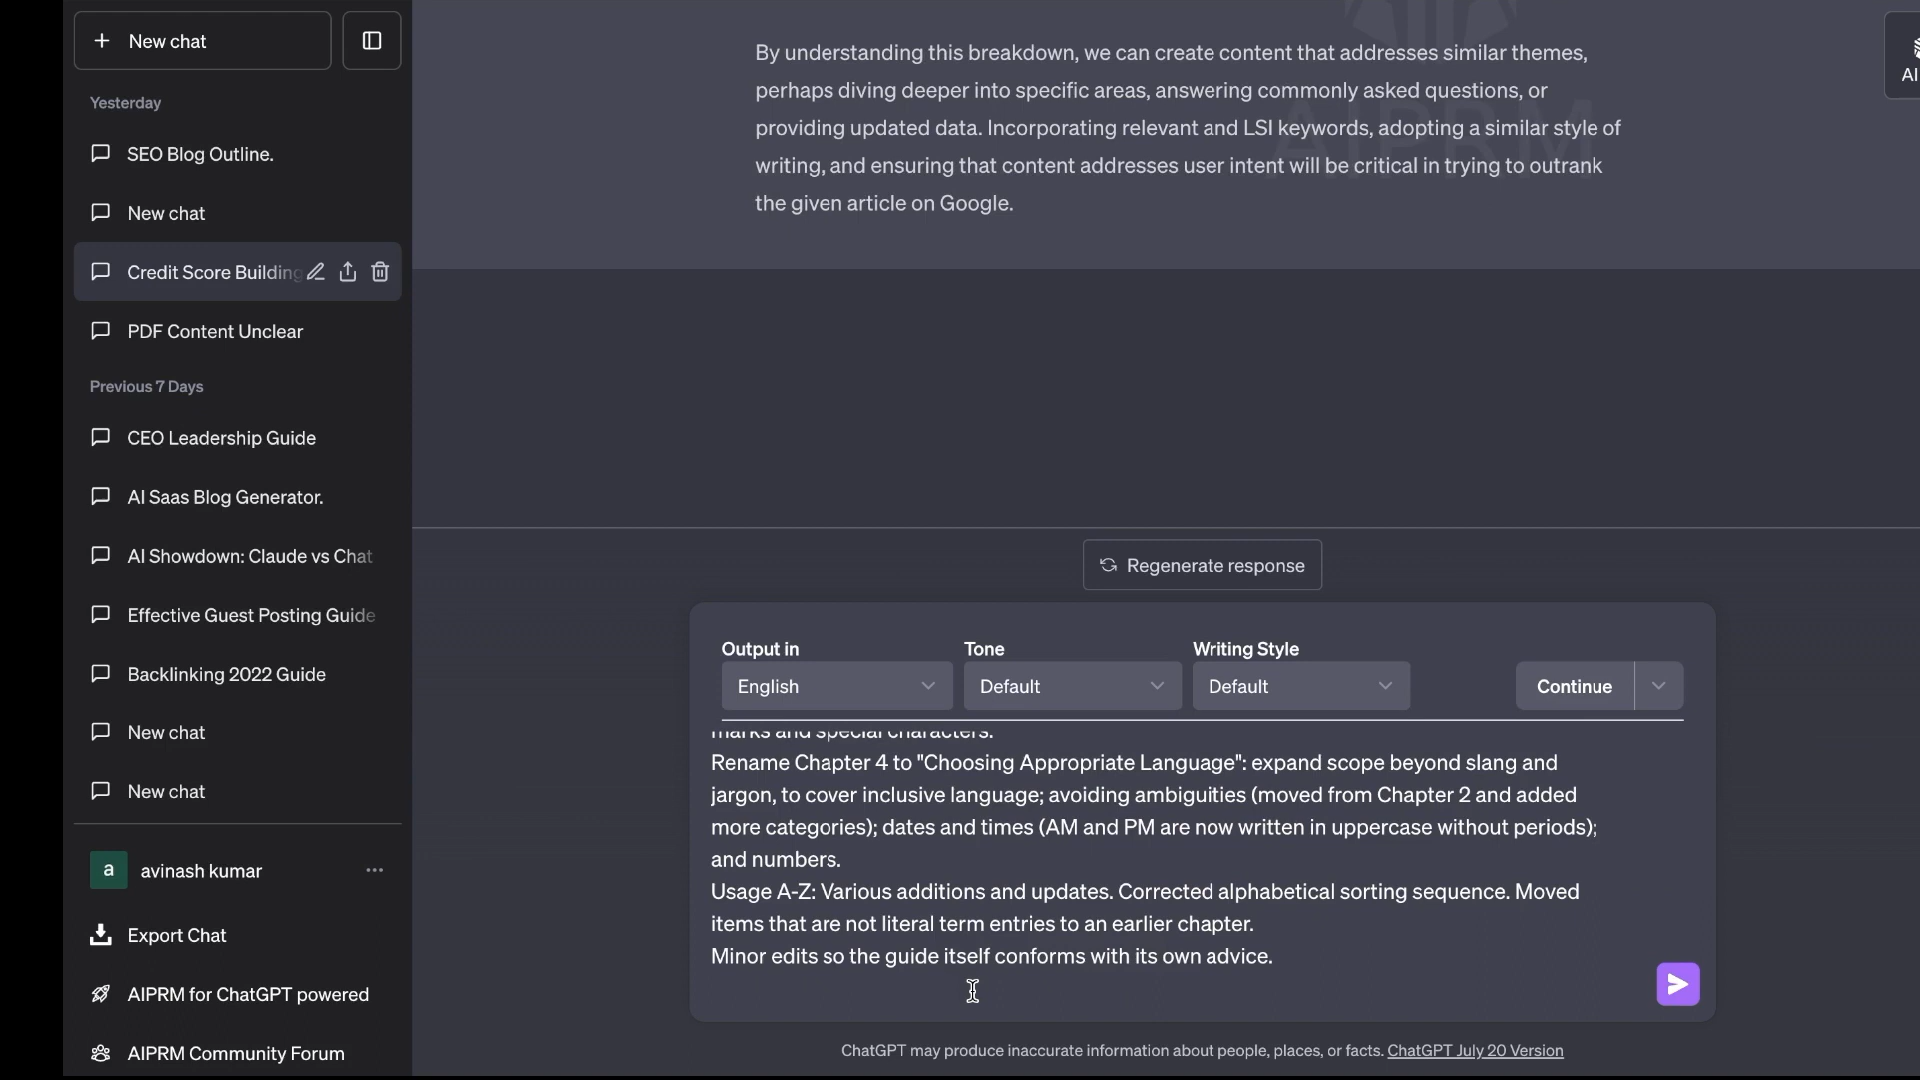 New chat
Yesterday
SEO Blog Outline.
New chat
Credit Score Building
PDF Content Unclear
Previous 7 Days
CEO Leadership Guide
AI Saas Blog Generator.
AI Showdown: Claude vs Chat
Effective Guest Posting Guide
Backlinking 2022 Guide
New chat
New chat
a avinash kumar
Export Chat
AIPRM for ChatGPT powered
AIPRM Community Forum
By understanding this breakdown, we can create content that addresses similar themes,
perhaps diving deeper into specific areas, answering commonly asked questions, or
providing updated data. Incorporating relevant and LSI keywords, adopting a similar style of
writing, and ensuring that content addresses user intent will be critical in trying to outrank
the given article on Google.
AIPRM
AI
Regenerate response
Output in Tone Writing Style
English Default Default Continue
marks and special characters.
Rename Chapter 4 to "Choosing Appropriate Language": expand scope beyond slang and
jargon, to cover inclusive language; avoiding ambiguities (moved from Chapter 2 and added
more categories); dates and times (AM and PM are now written in uppercase without periods);
and numbers.
Usage A-Z: Various additions and updates. Corrected alphabetical sorting sequence. Moved
items that are not literal term entries to an earlier chapter.
Minor edits so the guide itself conforms with its own advice.
ChatGPT may produce inaccurate information about people, places, or facts. ChatGPT July 20 Version